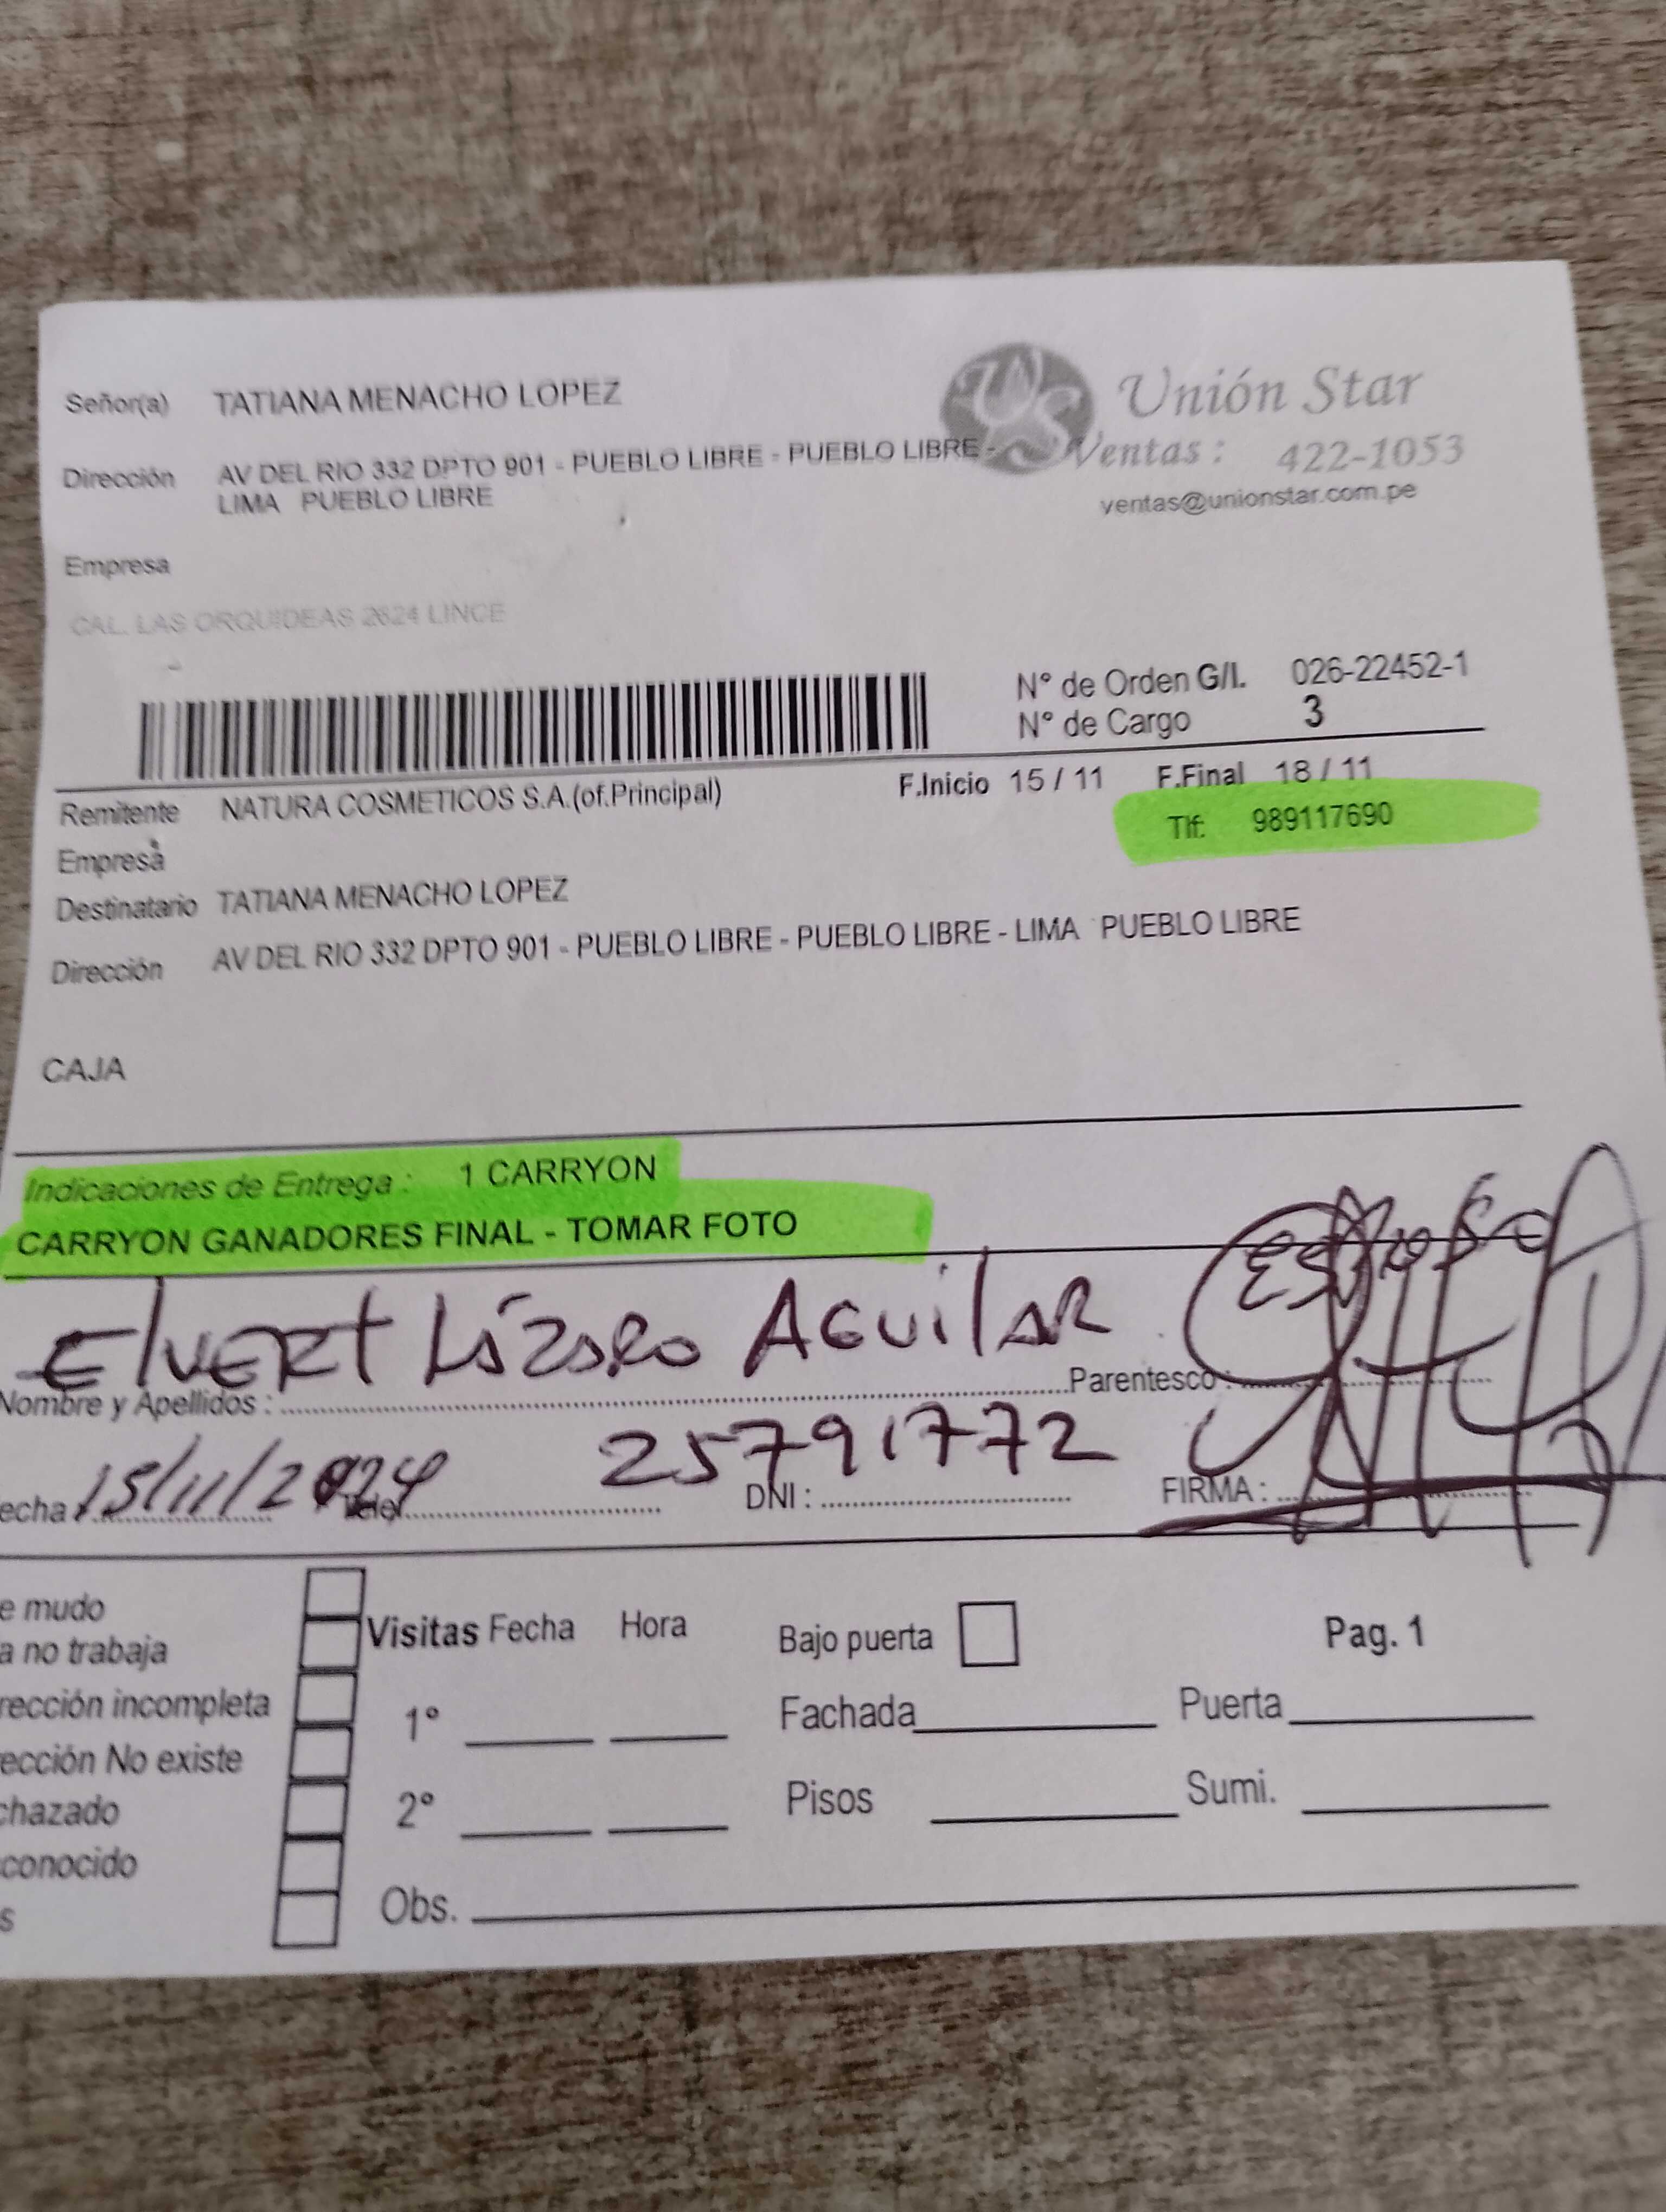 Señor(a) TATIANA MENACHO LOPEZ
Unión Star
Dirección AV DEL RIO 332 DPTO 901 - PUEBLO LIBRE - PUEBLO LIBRE -
LIMA PUEBLO LIBRE
Ventas : 422-1053
ventas@unionstar.com.pe
Empresa
CAL. LAS ORQUIDEAS 2624 LINCE
N° de Orden G/I. 026-22452-1
N° de Cargo 3
F.Inicio 15 / 11 F.Final 18 / 11
Remitente NATURA COSMETICOS S.A.(of.Principal)
Tlf: 989117690
Empresa
Destinatario TATIANA MENACHO LOPEZ
Dirección AV DEL RIO 332 DPTO 901 - PUEBLO LIBRE - PUEBLO LIBRE - LIMA PUEBLO LIBRE
CAJA
Indicaciones de Entrega : 1 CARRYON
CARRYON GANADORES FINAL - TOMAR FOTO
Elvert Lázaro Aguilar Esposo
Nombre y Apellidos : Parentesco :
15/11/2024 25791772
echa : Telef. DNI : FIRMA :
e mudo
a no trabaja
rección incompleta
ección No existe
chazado
conocido
s
Visitas Fecha Hora
1°
2°
Obs.
Bajo puerta
Pag. 1
Fachada Puerta
Pisos Sumi.